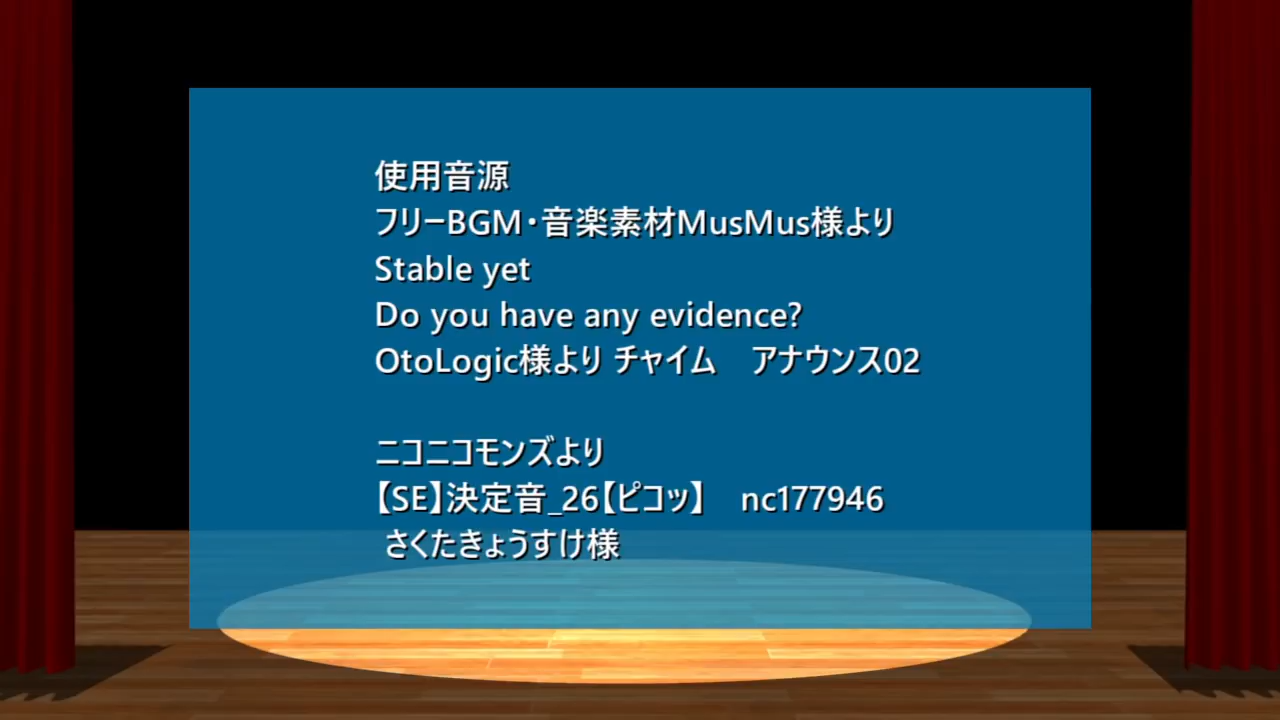 使用音源
フリーBGM・音楽素材MusMus様より
Stable yet
Do you have any evidence?
OtoLogic様より チャイム　アナウンス02
ニコニコモンズより
【SE】決定音_26【ピコッ】　nc177946
さくたきょうすけ様